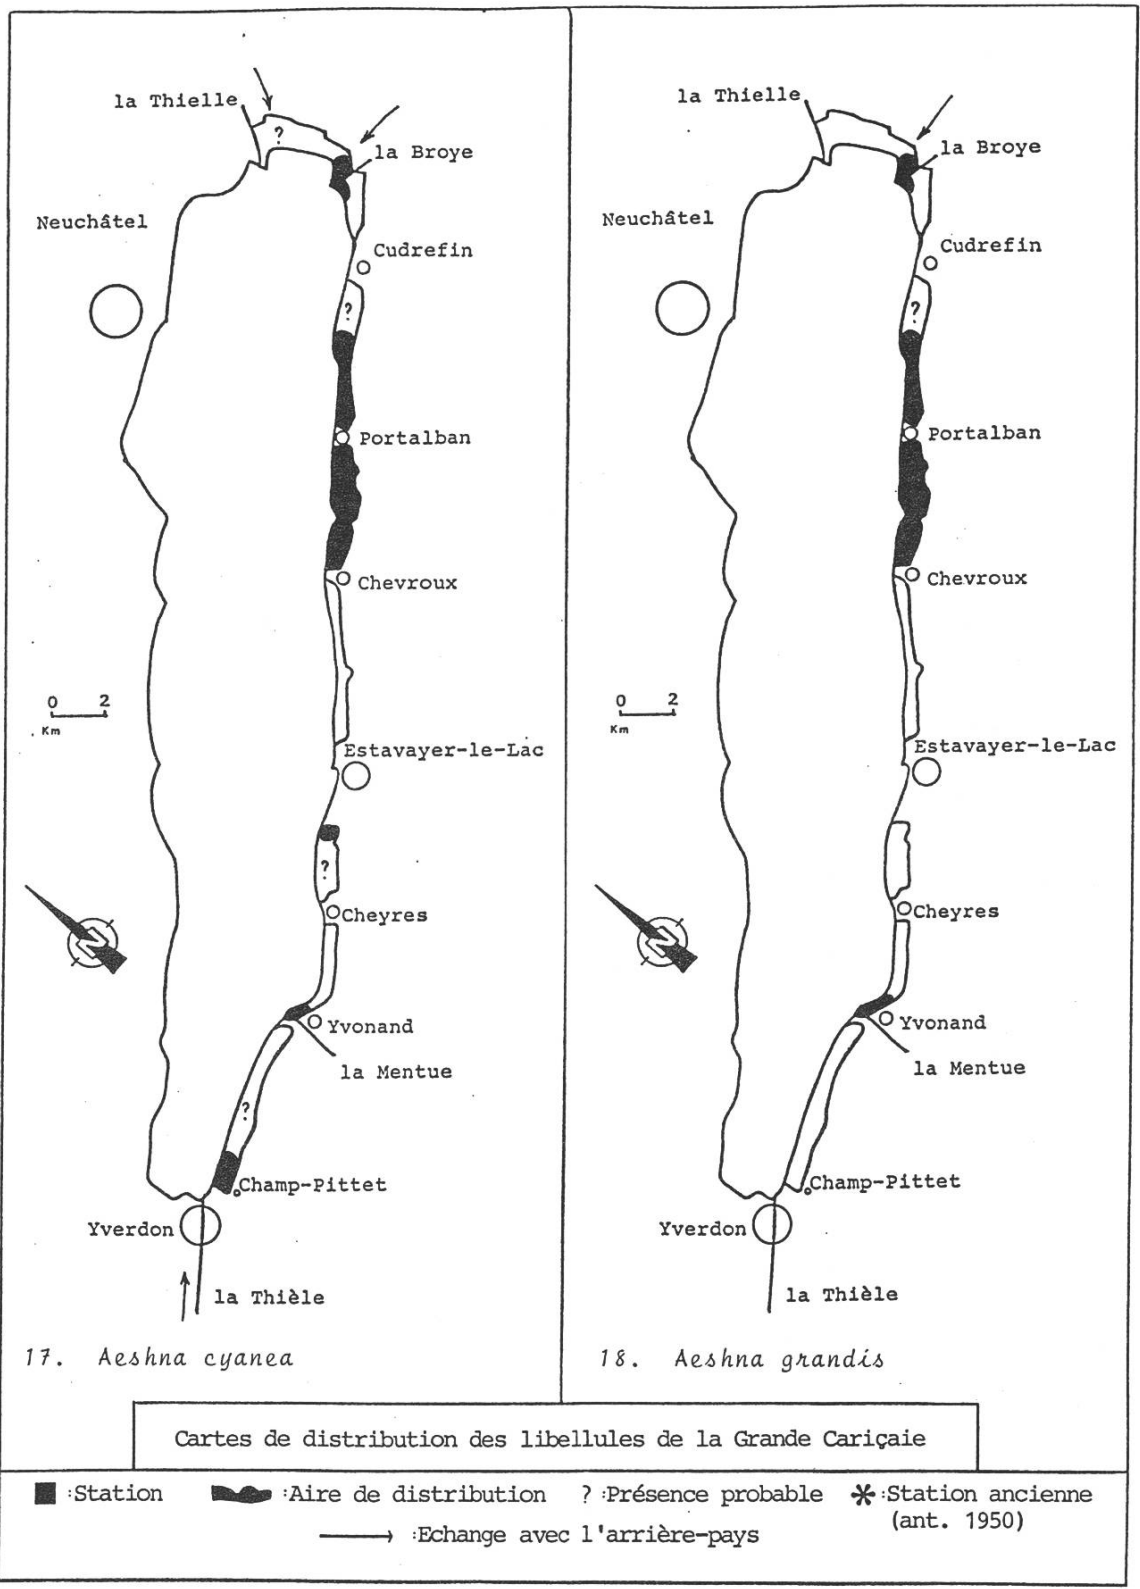 la Thielle
?
la Broye
Neuchâtel
Cudrefin
?
Portalban
Chevroux
0 2
Km
Estavayer-le-Lac
?
Cheyres
N
Yvonand
la Mentue
?
Champ-Pittet
Yverdon
la Thièle
17. Aeshna cyanea
la Thielle
la Broye
Neuchâtel
Cudrefin
?
Portalban
Chevroux
0 2
Km
Estavayer-le-Lac
Cheyres
N
Yvonand
la Mentue
Champ-Pittet
Yverdon
la Thièle
18. Aeshna grandis
Cartes de distribution des libellules de la Grande Cariçaie
:Station :Aire de distribution ? :Présence probable ✱ :Station ancienne
(ant. 1950)
:Echange avec l'arrière-pays